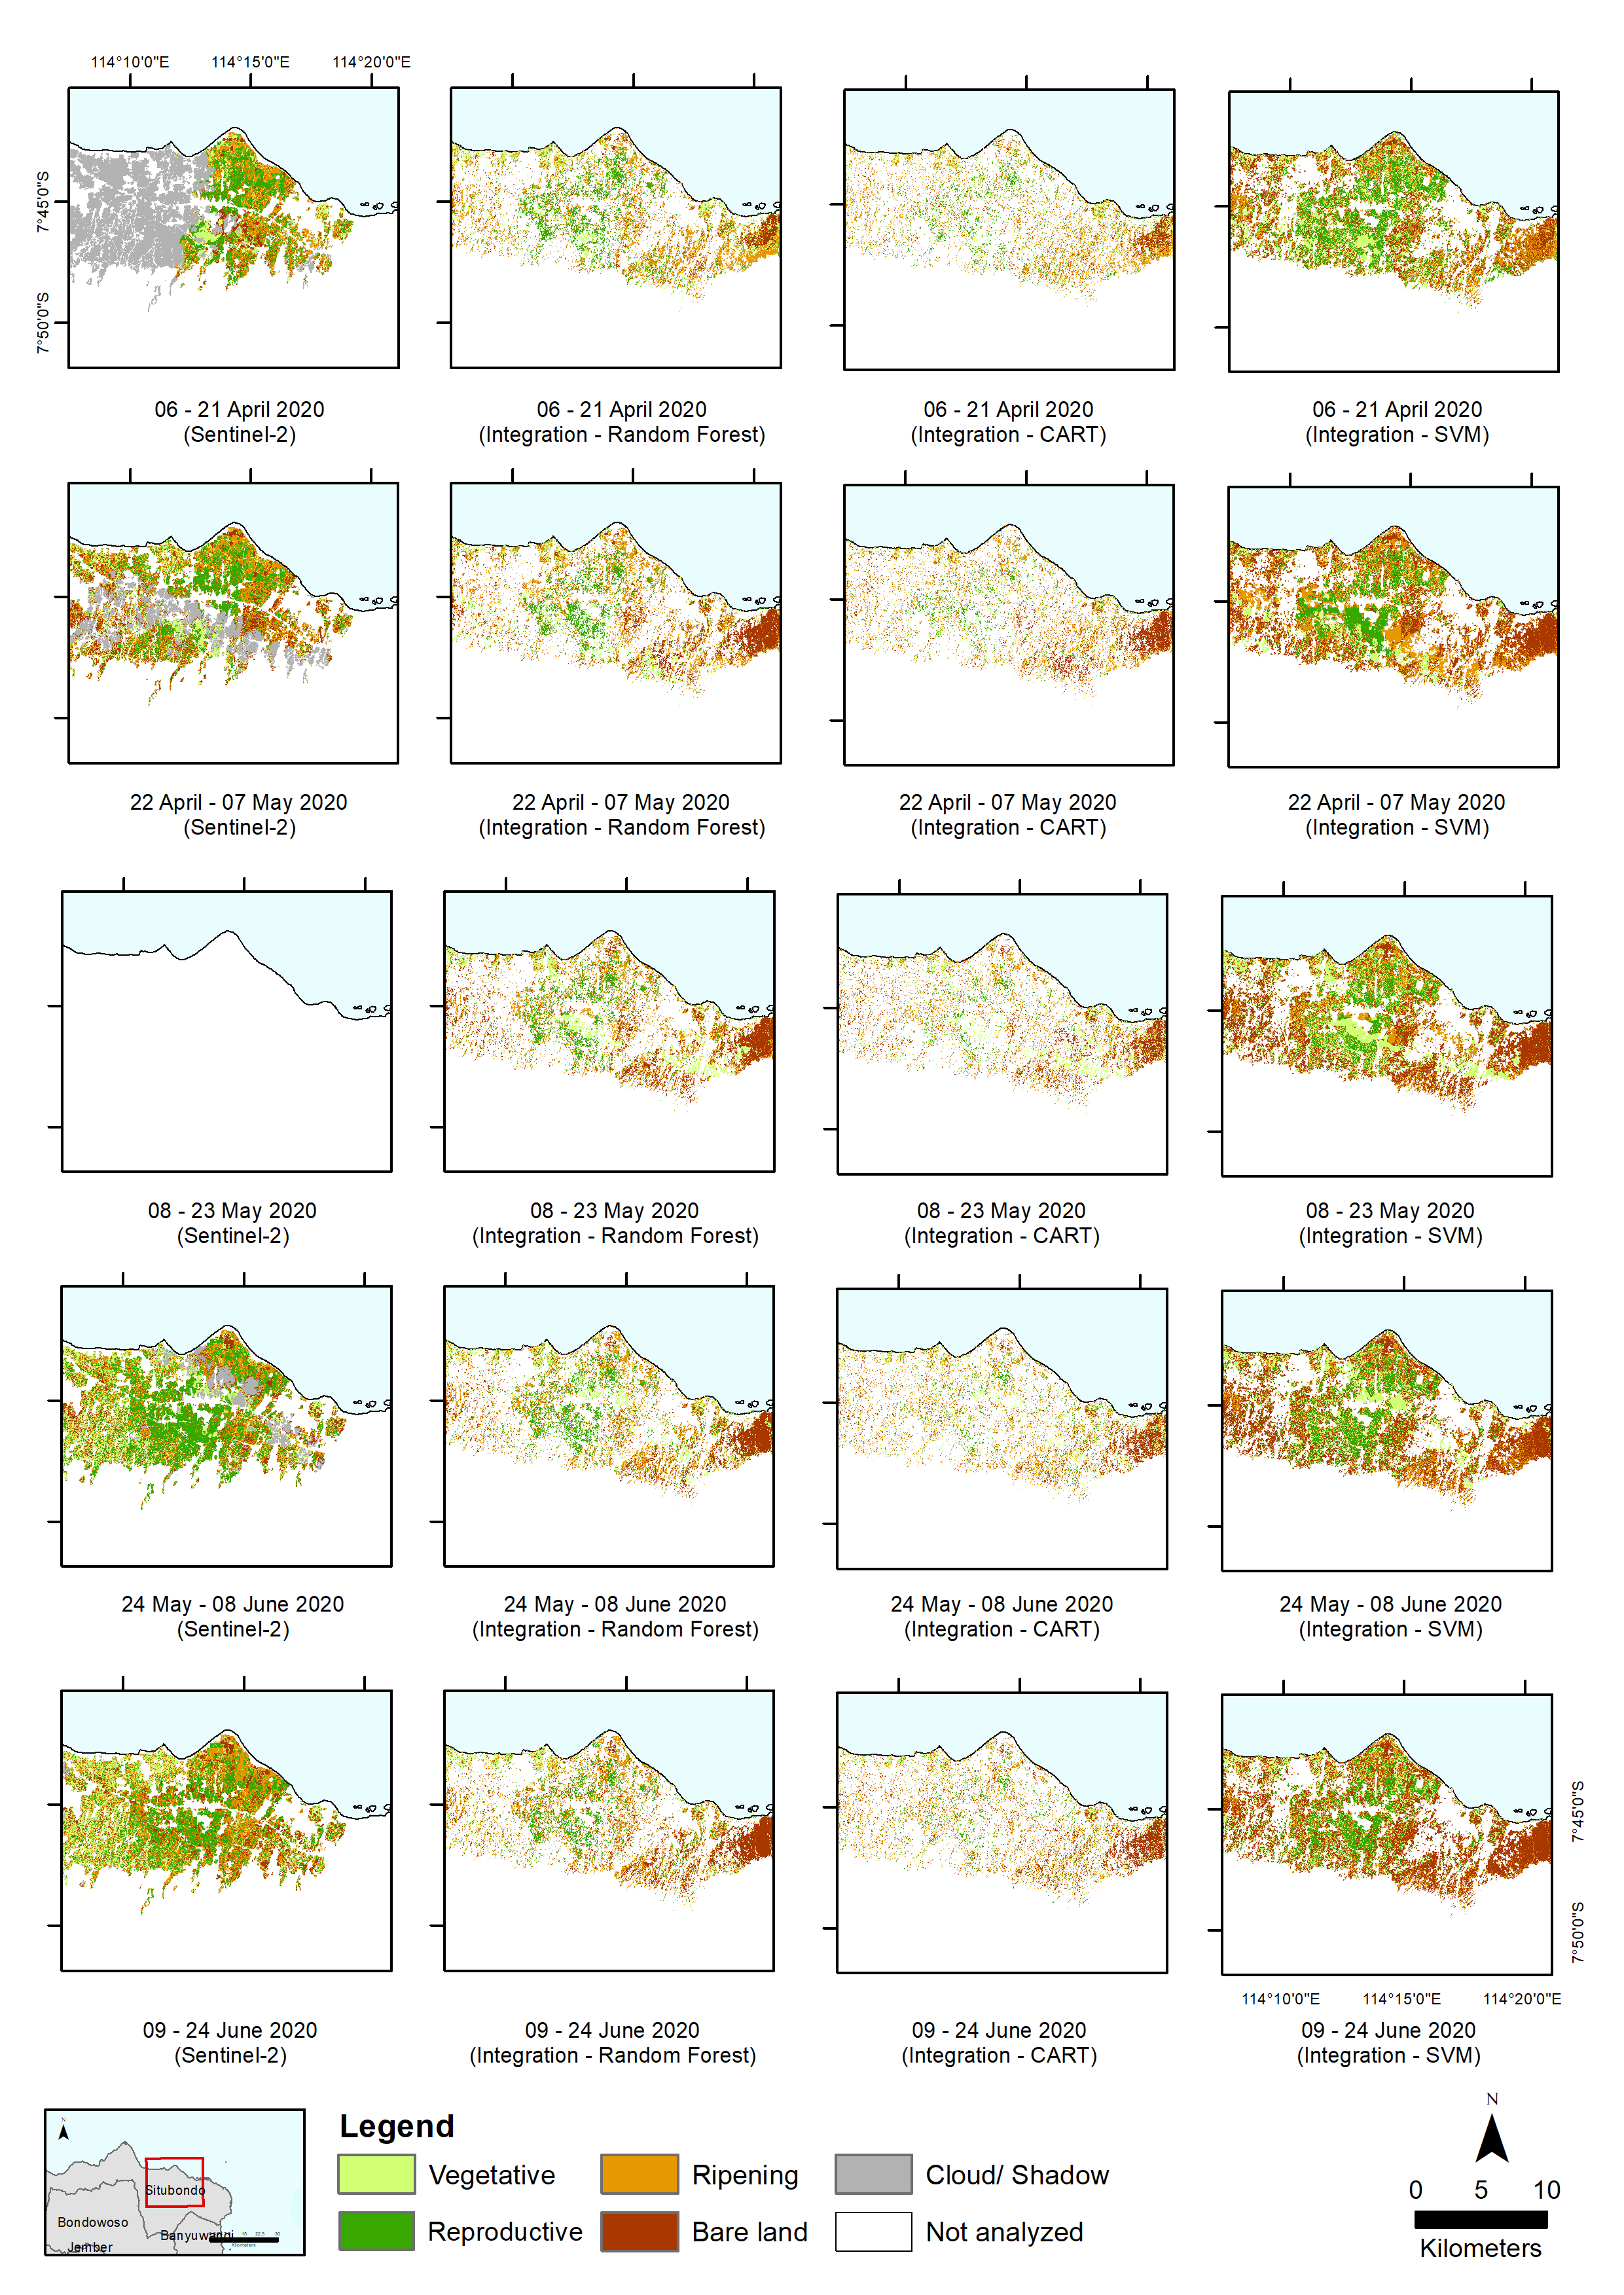 114°10'0"E 114°15'0"E 114°20'0"E
7°45'0"S
7°50'0"S
06 - 21 April 2020
(Sentinel-2)
06 - 21 April 2020
(Integration - Random Forest)
06 - 21 April 2020
(Integration - CART)
06 - 21 April 2020
(Integration - SVM)
22 April - 07 May 2020
(Sentinel-2)
22 April - 07 May 2020
(Integration - Random Forest)
22 April - 07 May 2020
(Integration - CART)
22 April - 07 May 2020
(Integration - SVM)
08 - 23 May 2020
(Sentinel-2)
08 - 23 May 2020
(Integration - Random Forest)
08 - 23 May 2020
(Integration - CART)
08 - 23 May 2020
(Integration - SVM)
24 May - 08 June 2020
(Sentinel-2)
24 May - 08 June 2020
(Integration - Random Forest)
24 May - 08 June 2020
(Integration - CART)
24 May - 08 June 2020
(Integration - SVM)
7°45'0"S
7°50'0"S
114°10'0"E 114°15'0"E 114°20'0"E
09 - 24 June 2020
(Sentinel-2)
09 - 24 June 2020
(Integration - Random Forest)
09 - 24 June 2020
(Integration - CART)
09 - 24 June 2020
(Integration - SVM)
N
Situbondo
Bondowoso
Banyuwangi
Jember
Kilometers
Legend
Vegetative
Ripening
Cloud/ Shadow
Reproductive
Bare land
Not analyzed
N
0 5 10
Kilometers